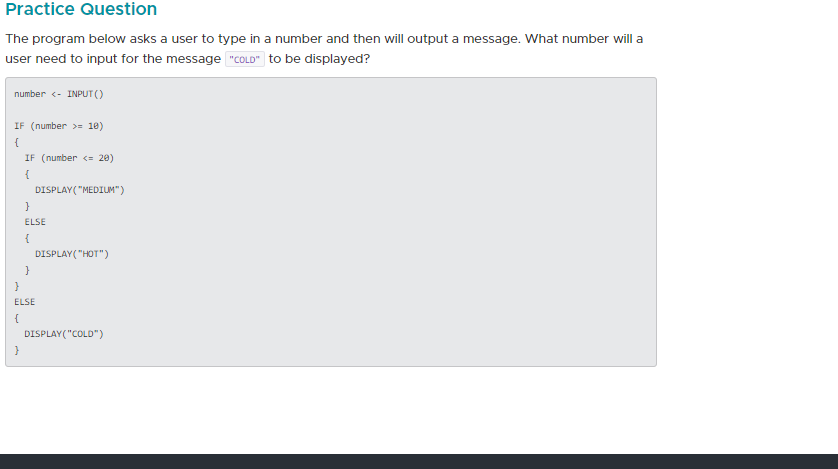 Practice Question
The program below asks a user to type in a number and then will output a message. What number will a
user need to input for the message "COLD" to be displayed?
number <- INPUT()
IF (number >= 10)
{
IF (number <= 20)
{
DISPLAY("MEDIUM")
}
ELSE
{
DISPLAY("HOT")
}
}
ELSE
{
DISPLAY("COLD")
}